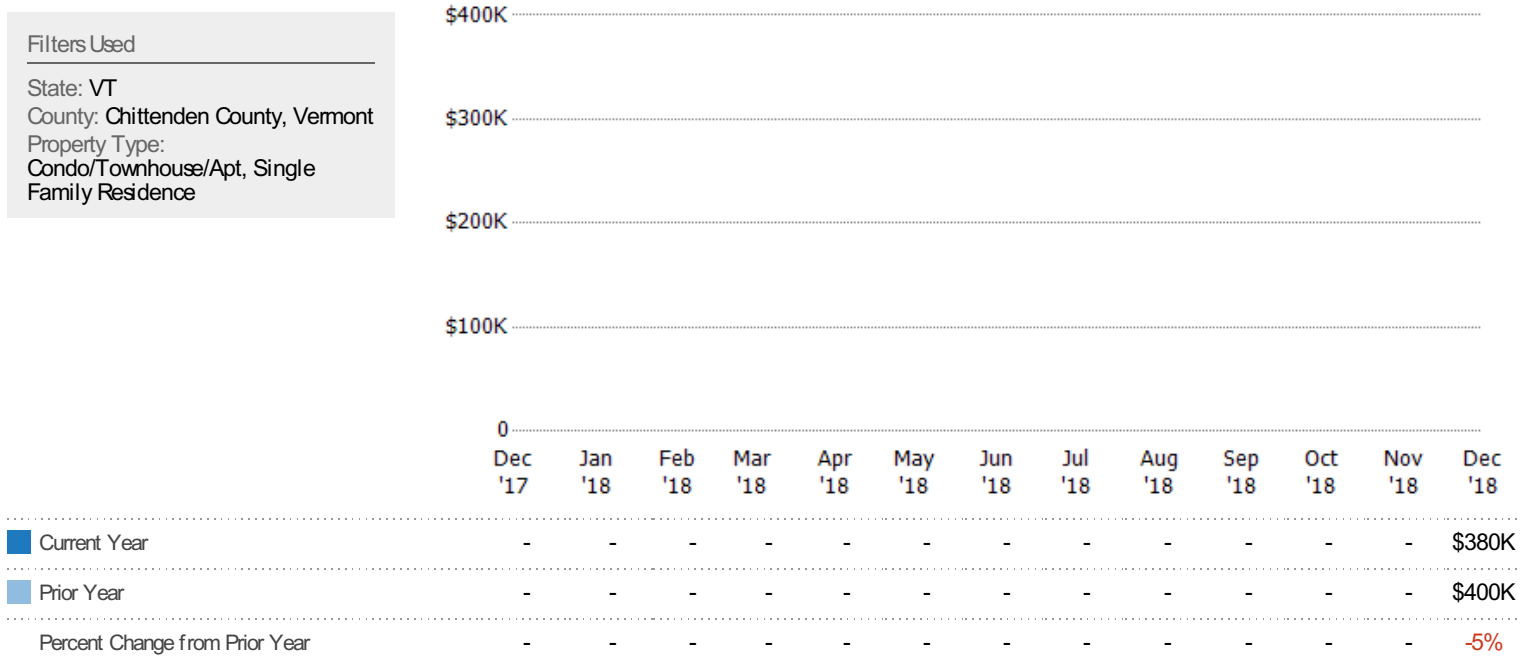 Filters Used
State: VT
County: Chittenden County, Vermont
Property Type:
Condo/Townhouse/Apt, Single
Family Residence
$400K
$300K
$200K
$100K
0
Dec Jan Feb Mar Apr May Jun Jul Aug Sep Oct Nov Dec
'17 '18 '18 '18 '18 '18 '18 '18 '18 '18 '18 '18 '18
Current Year - - - - - - - - - - - - $380K
Prior Year - - - - - - - - - - - - $400K
Percent Change from Prior Year - - - - - - - - - - - - -5%